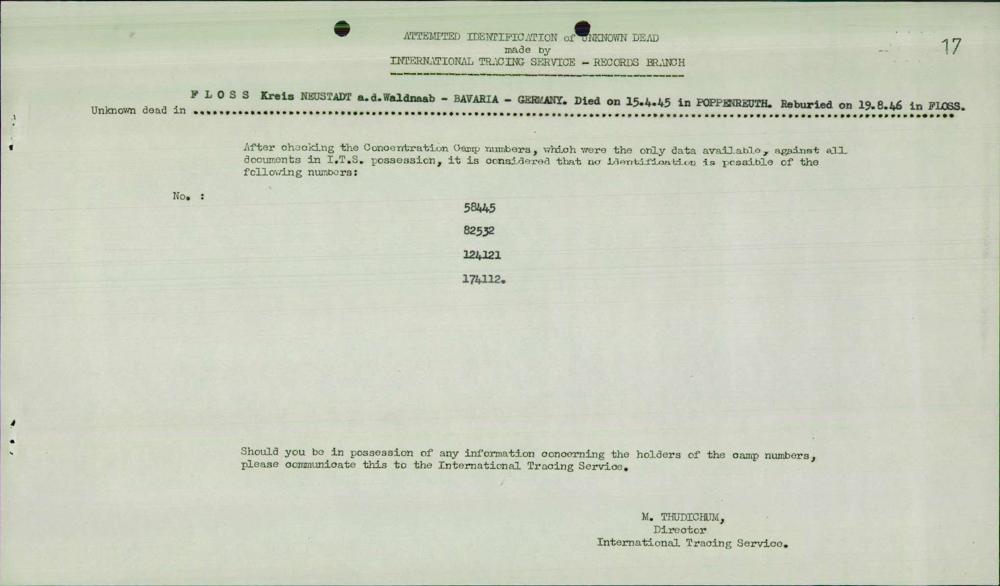 17
ATTEMPTED IDENTIFICATION of UNKNOWN DEAD
made by
INTERNATIONAL TRACING SERVICE - RECORDS BRANCH
Unknown dead in F L O S S Kreis NEUSTADT a.d.Waldnaab - BAVARIA - GERMANY. Died on 15.4.45 in POPPENREUTH. Reburied on 19.8.46 in FLOSS.
After checking the Concentration Camp numbers, which were the only data available, against all
documents in I.T.S. possession, it is considered that no identification is possible of the
following numbers:
No. :
58445
82532
124121
174112.
Should you be in possession of any information concerning the holders of the camp numbers,
please communicate this to the International Tracing Service.
M. THUDICHUM,
Director
International Tracing Service.